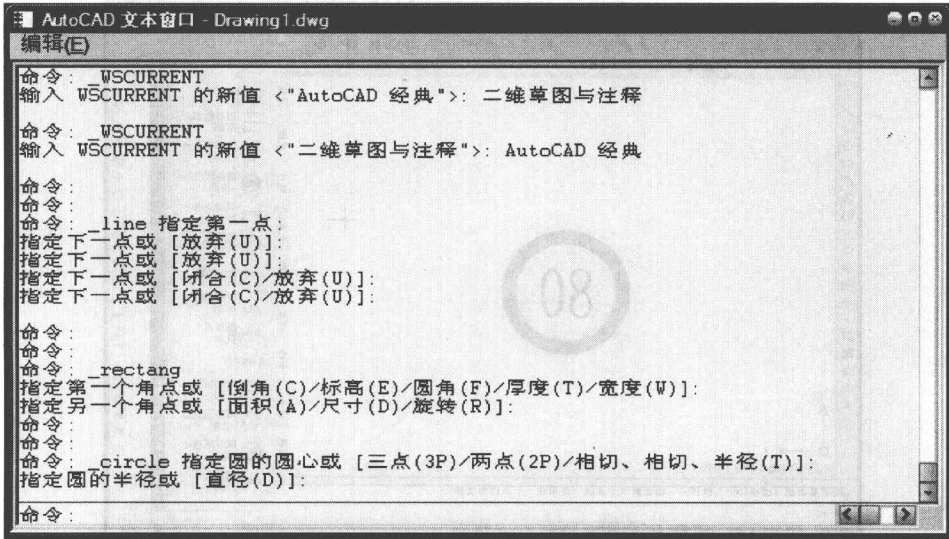 AutoCAD 文本窗口 - Drawing1.dwg
编辑(E)
命令: _WSCURRENT
输入 WSCURRENT 的新值 <"AutoCAD 经典">: 二维草图与注释
命令: _WSCURRENT
输入 WSCURRENT 的新值 <"二维草图与注释">: AutoCAD 经典
命令:
命令:
命令: _line 指定第一点:
指定下一点或 [放弃(U)]:
指定下一点或 [放弃(U)]:
指定下一点或 [闭合(C)/放弃(U)]:
指定下一点或 [闭合(C)/放弃(U)]:
命令:
命令:
命令: _rectang
指定第一个角点或 [倒角(C)/标高(E)/圆角(F)/厚度(T)/宽度(W)]:
指定另一个角点或 [面积(A)/尺寸(D)/旋转(R)]:
命令:
命令:
命令: _circle 指定圆的圆心或 [三点(3P)/两点(2P)/相切、相切、半径(T)]:
指定圆的半径或 [直径(D)]:
命令: